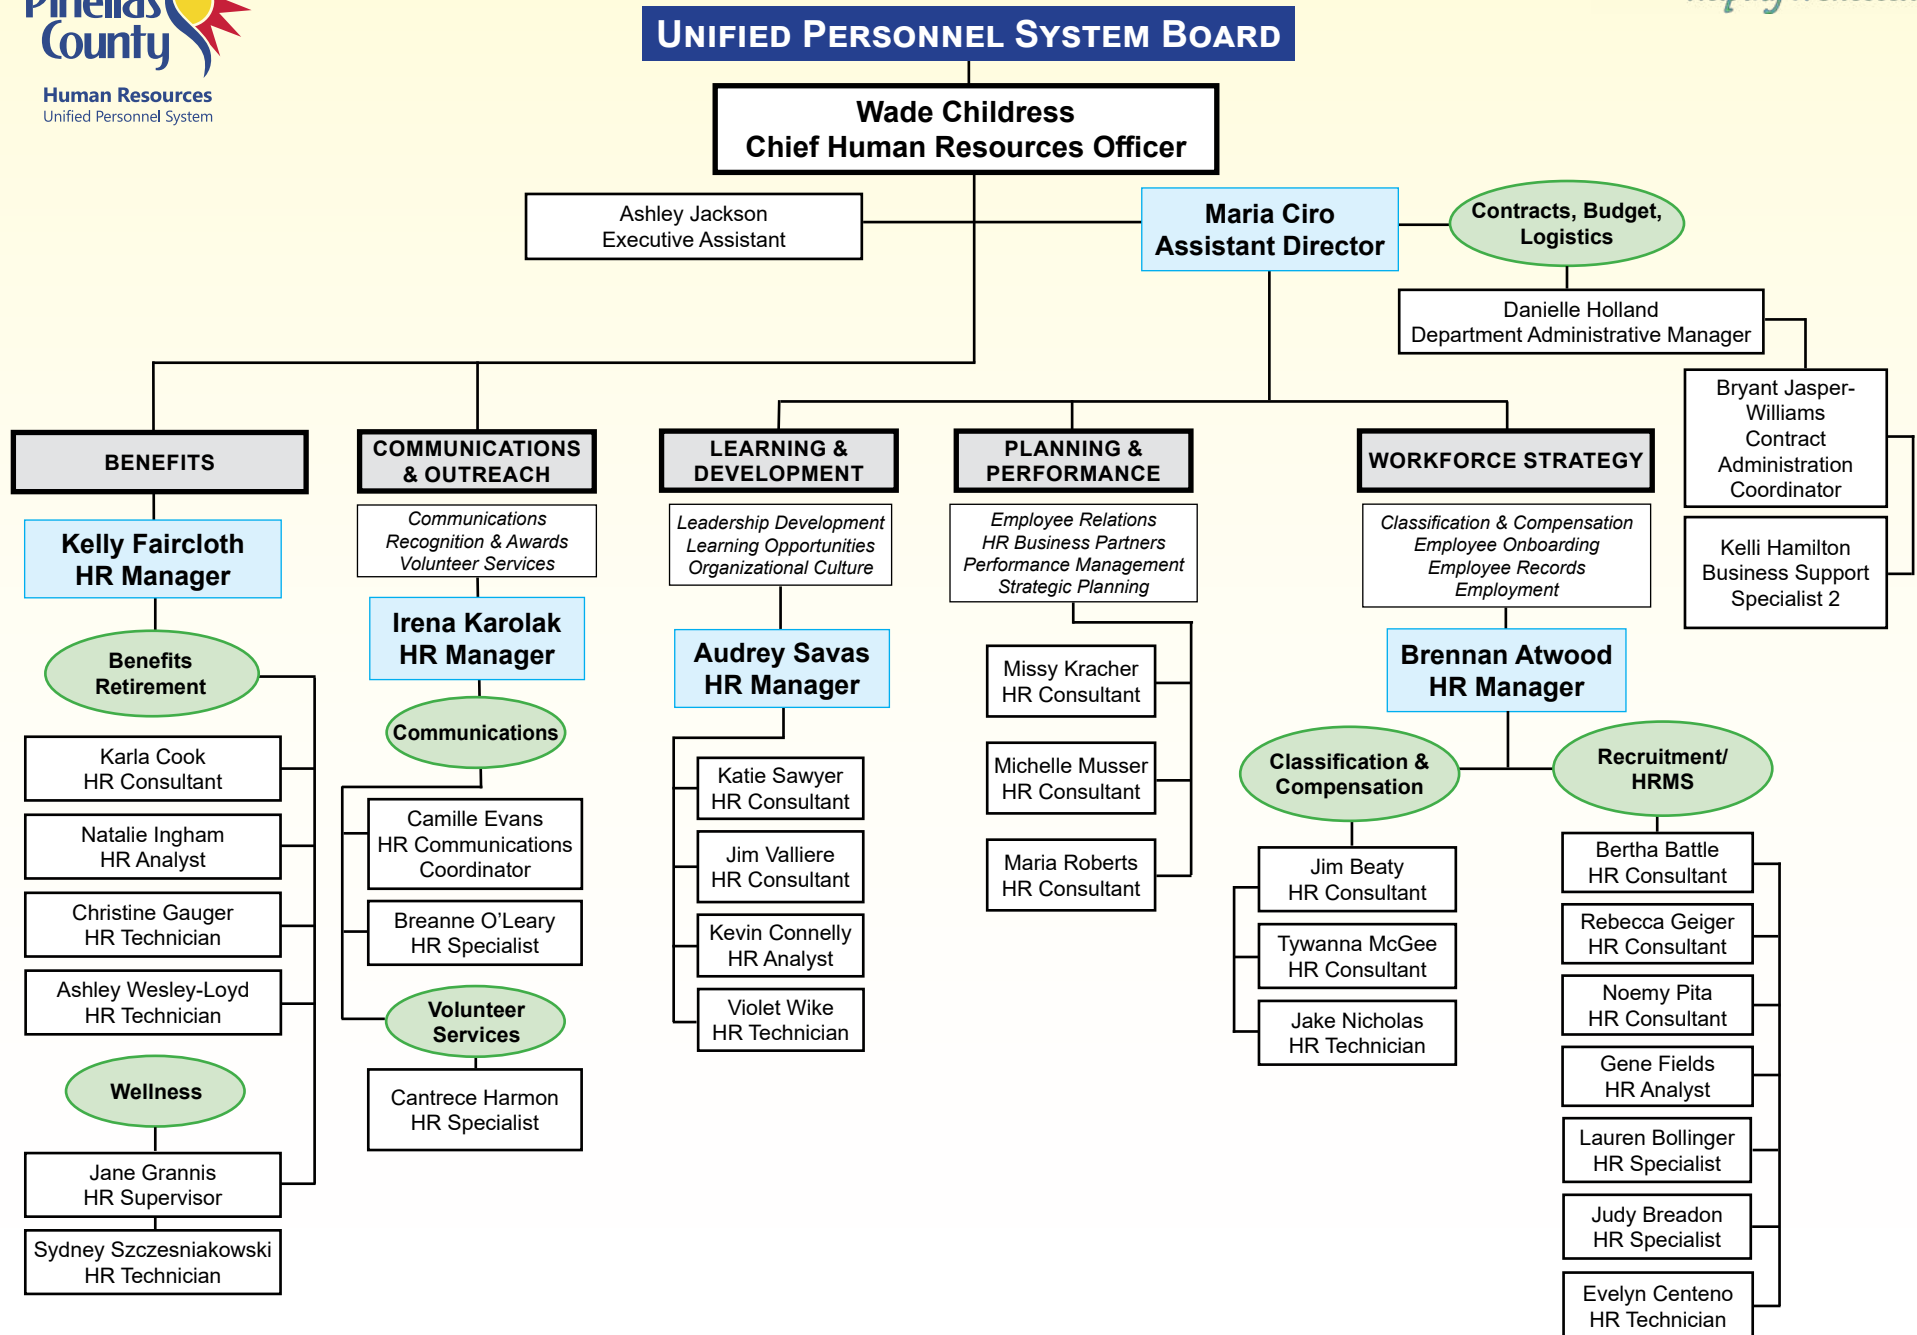 Pinellas
County
Human Resources
Unified Personnel System
UNIFIED PERSONNEL SYSTEM BOARD
Wade Childress
Chief Human Resources Officer
Ashley Jackson
Executive Assistant
Maria Ciro
Assistant Director
Contracts, Budget,
Logistics
Danielle Holland
Department Administrative Manager
Bryant Jasper-
Williams
Contract
Administration
Coordinator
Kelli Hamilton
Business Support
Specialist 2
BENEFITS
Kelly Faircloth
HR Manager
Benefits
Retirement
Karla Cook
HR Consultant
Natalie Ingham
HR Analyst
Christine Gauger
HR Technician
Ashley Wesley-Loyd
HR Technician
Wellness
Jane Grannis
HR Supervisor
Sydney Szczesniakowski
HR Technician
COMMUNICATIONS
& OUTREACH
Communications
Recognition & Awards
Volunteer Services
Irena Karolak
HR Manager
Communications
Camille Evans
HR Communications
Coordinator
Breanne O’Leary
HR Specialist
Volunteer
Services
Cantrece Harmon
HR Specialist
LEARNING &
DEVELOPMENT
Leadership Development
Learning Opportunities
Organizational Culture
Audrey Savas
HR Manager
Katie Sawyer
HR Consultant
Jim Valliere
HR Consultant
Kevin Connelly
HR Analyst
Violet Wike
HR Technician
PLANNING &
PERFORMANCE
Employee Relations
HR Business Partners
Performance Management
Strategic Planning
Missy Kracher
HR Consultant
Michelle Musser
HR Consultant
Maria Roberts
HR Consultant
WORKFORCE STRATEGY
Classification & Compensation
Employee Onboarding
Employee Records
Employment
Brennan Atwood
HR Manager
Classification &
Compensation
Jim Beaty
HR Consultant
Tywanna McGee
HR Consultant
Jake Nicholas
HR Technician
Recruitment/
HRMS
Bertha Battle
HR Consultant
Rebecca Geiger
HR Consultant
Noemy Pita
HR Consultant
Gene Fields
HR Analyst
Lauren Bollinger
HR Specialist
Judy Breadon
HR Specialist
Evelyn Centeno
HR Technician